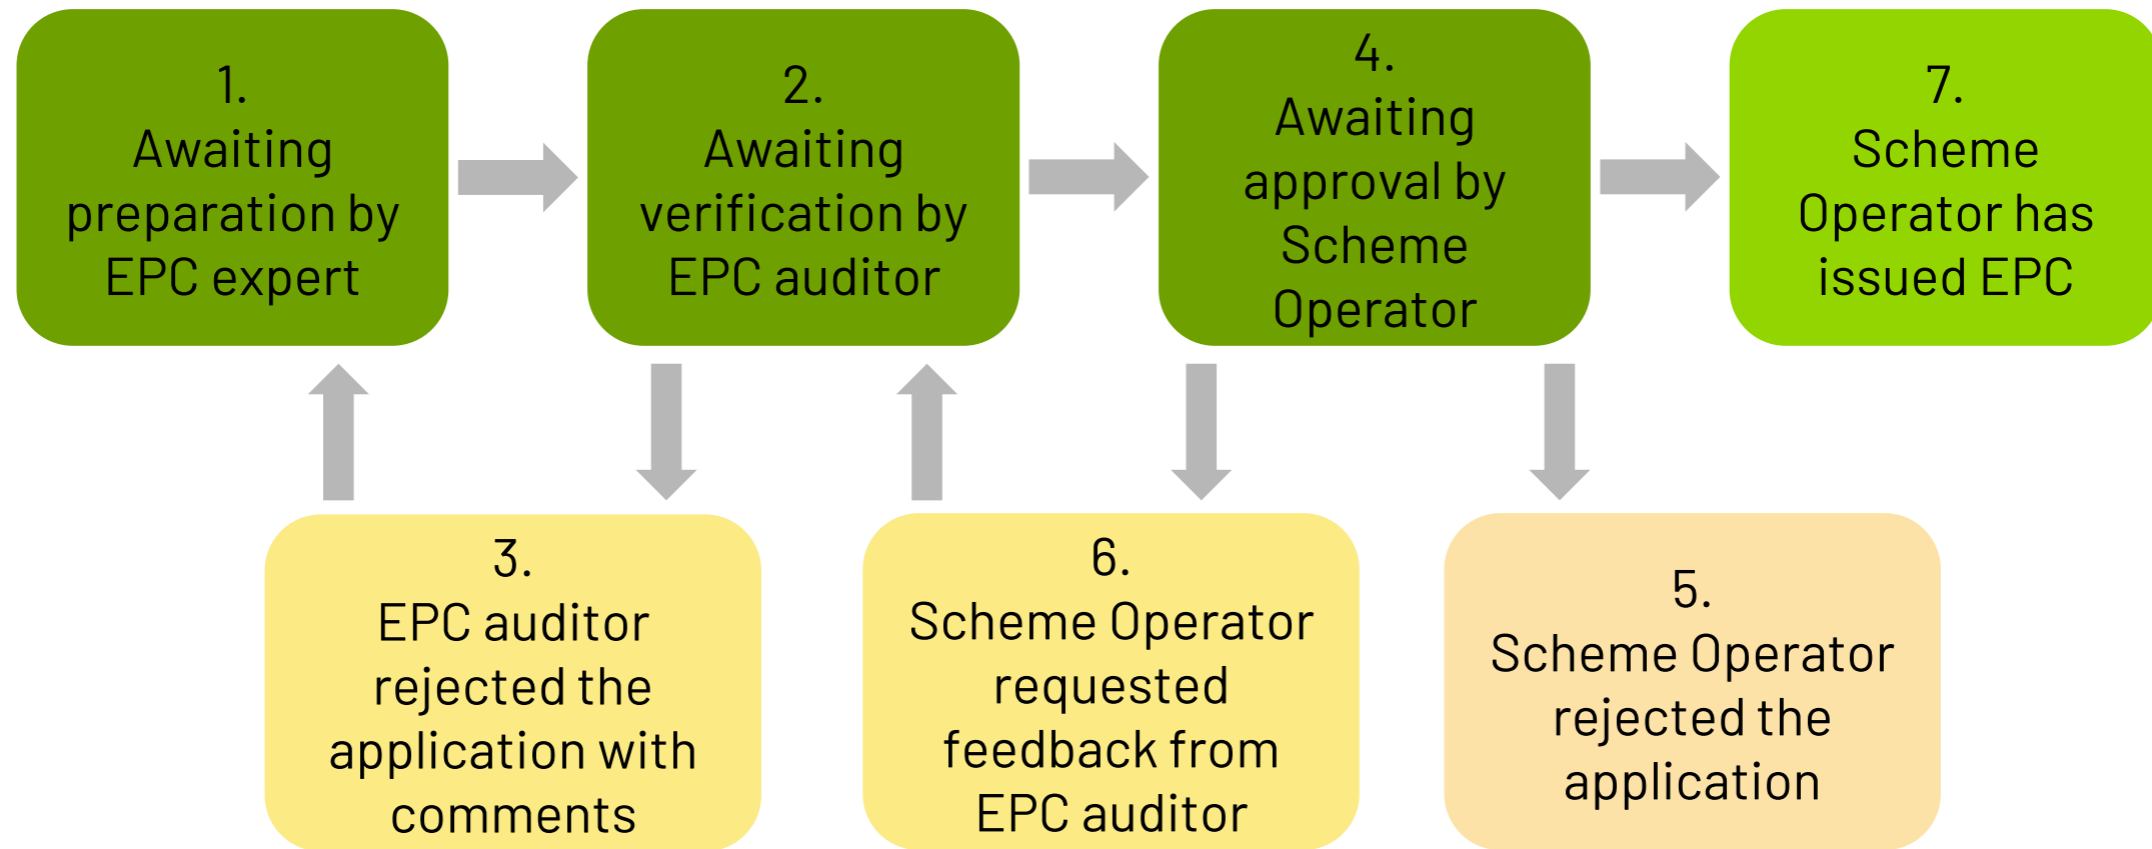 1.
Awaiting
preparation by
EPC expert
2.
Awaiting
verification by
EPC auditor
4.
Awaiting
approval by
Scheme
Operator
7.
Scheme
Operator has
issued EPC
3.
EPC auditor
rejected the
application with
comments
6.
Scheme Operator
requested
feedback from
EPC auditor
5.
Scheme Operator
rejected the
application